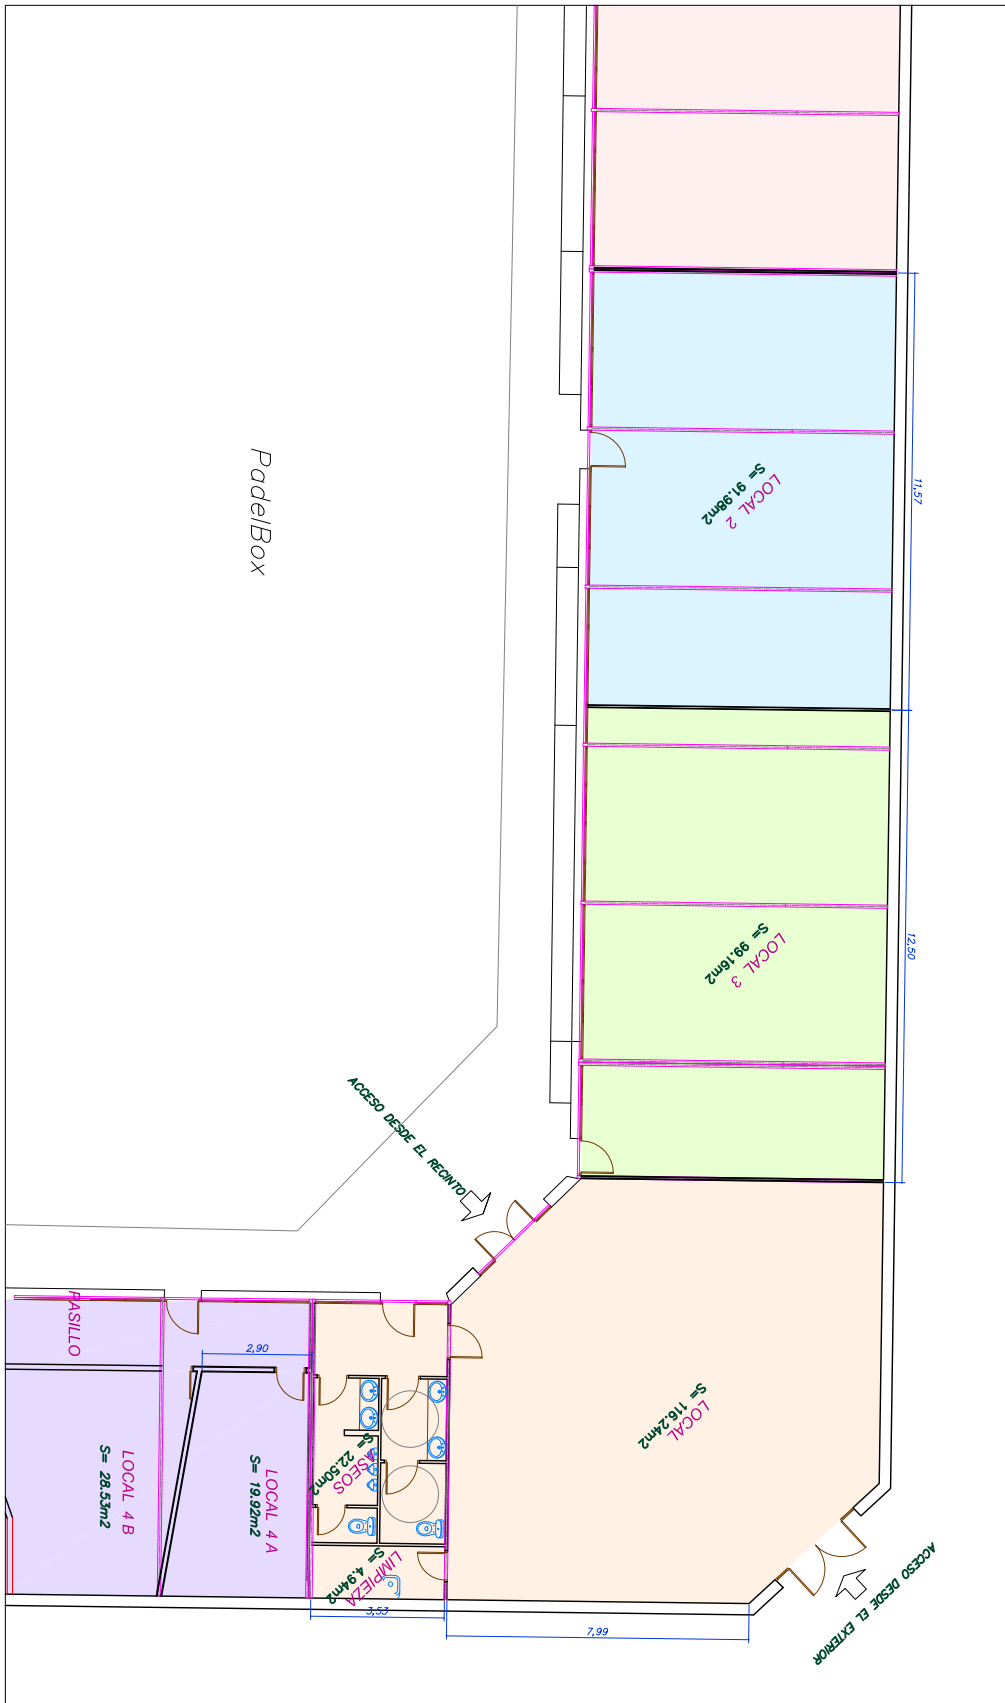 PadelBox
LOCAL 2
S= 91.98m2
11,57
LOCAL 3
S= 99.16m2
12,50
ACCESO DESDE EL RECINTO
PASILLO
2,90
LOCAL
S= 116.24m2
ASEOS
S= 22.50m2
LOCAL 4 B
S= 28.53m2
LOCAL 4 A
S= 19.92m2
LIMPIEZA
S= 4.94m2
3,53
7,99
ACCESO DESDE EL EXTERIOR